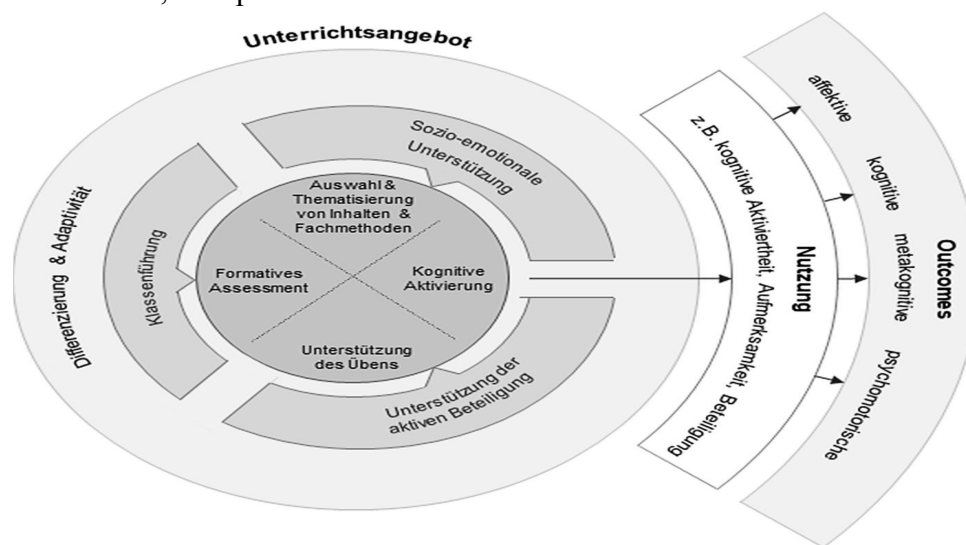 Unterrichtsangebot
Differenzierung & Adaptivität
Klassenführung
Sozio-emotionale
Unterstützung
Auswahl &
Thematisierung
von Inhalten &
Fachmethoden
Formatives
Assessment
Kognitive
Aktivierung
Unterstützung
des Übens
Unterstützung der
aktiven Beteiligung
z.B. kognitive Aktiviertheit, Aufmerksamkeit, Beteiligung
Nutzung
affektive
kognitive
metakognitive
psychomotorische
Outcomes